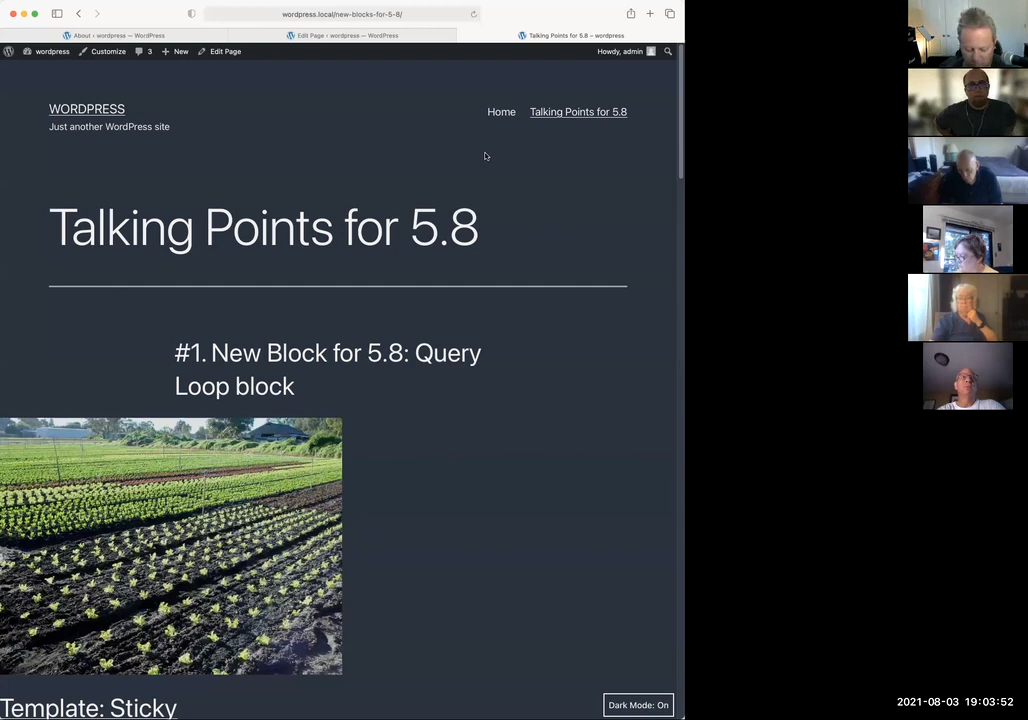 wordpress.local/new-blocks-for-5-8/
About ‹ wordpress — WordPress
Edit Page ‹ wordpress — WordPress
Talking Points for 5.8 – wordpress
wordpress Customize 3 New Edit Page Howdy, admin
WORDPRESS
Just another WordPress site
Home Talking Points for 5.8
Talking Points for 5.8
#1. New Block for 5.8: Query
Loop block
Template: Sticky
Dark Mode: On
2021-08-03 19:03:52